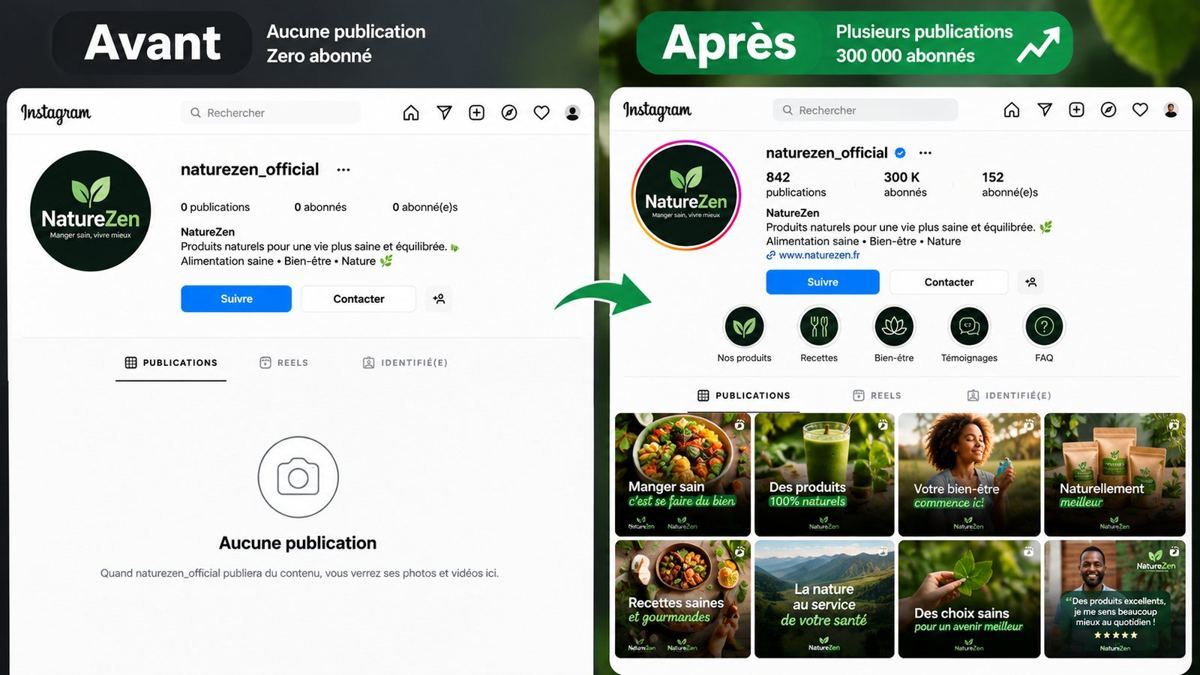 Avant
Aucune publication
Zero abonné
Instagram
Rechercher
NatureZen
Manger sain, vivre mieux
naturezen_official
0 publications
0 abonnés
0 abonné(e)s
NatureZen
Produits naturels pour une vie plus saine et équilibrée.
Alimentation saine • Bien-être • Nature
Suivre
Contacter
PUBLICATIONS
REELS
IDENTIFIÉ(E)
Aucune publication
Quand naturezen_official publiera du contenu, vous verrez ses photos et vidéos ici.
Après
Plusieurs publications
300 000 abonnés
Instagram
Rechercher
NatureZen
Manger sain, vivre mieux
naturezen_official
842
publications
300 K
abonnés
152
abonné(e)s
NatureZen
Produits naturels pour une vie plus saine et équilibrée.
Alimentation saine • Bien-être • Nature
www.naturezen.fr
Suivre
Contacter
Nos produits
Recettes
Bien-être
Témoignages
FAQ
PUBLICATIONS
REELS
IDENTIFIÉ(E)
Manger sain
c'est se faire du bien
NatureZen
NatureZen
Des produits
100% naturels
NatureZen
Votre bien-être
commence ici!
NatureZen
Naturellement
meilleur
NatureZen
Recettes saines
et gourmandes
NatureZen
NatureZen
La nature
au service
de votre santé
NatureZen
Des choix sains
pour un avenir meilleur
NatureZen
NatureZen
"Des produits excellents,
je me sens beaucoup
mieux au quotidien !
NatureZen